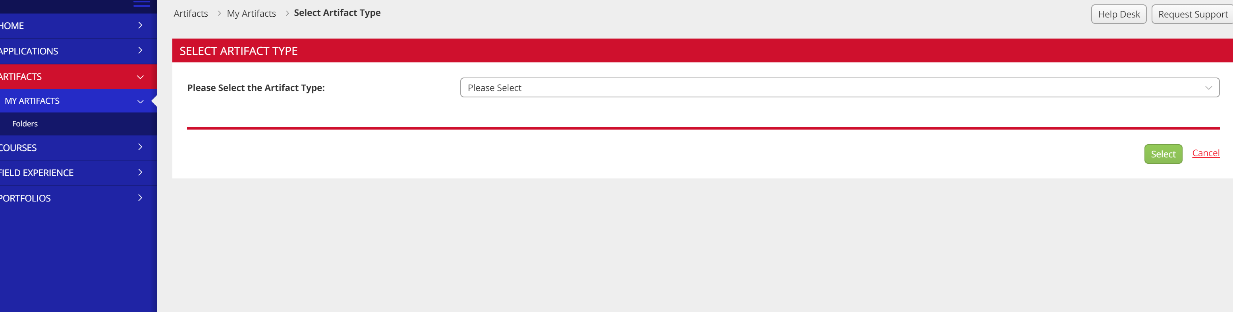 Artifacts > My Artifacts > Select Artifact Type
Help Desk
Request Support
HOME
APPLICATIONS
ARTIFACTS
MY ARTIFACTS
Folders
COURSES
FIELD EXPERIENCE
PORTFOLIOS
SELECT ARTIFACT TYPE
Please Select the Artifact Type:
Please Select
Select
Cancel